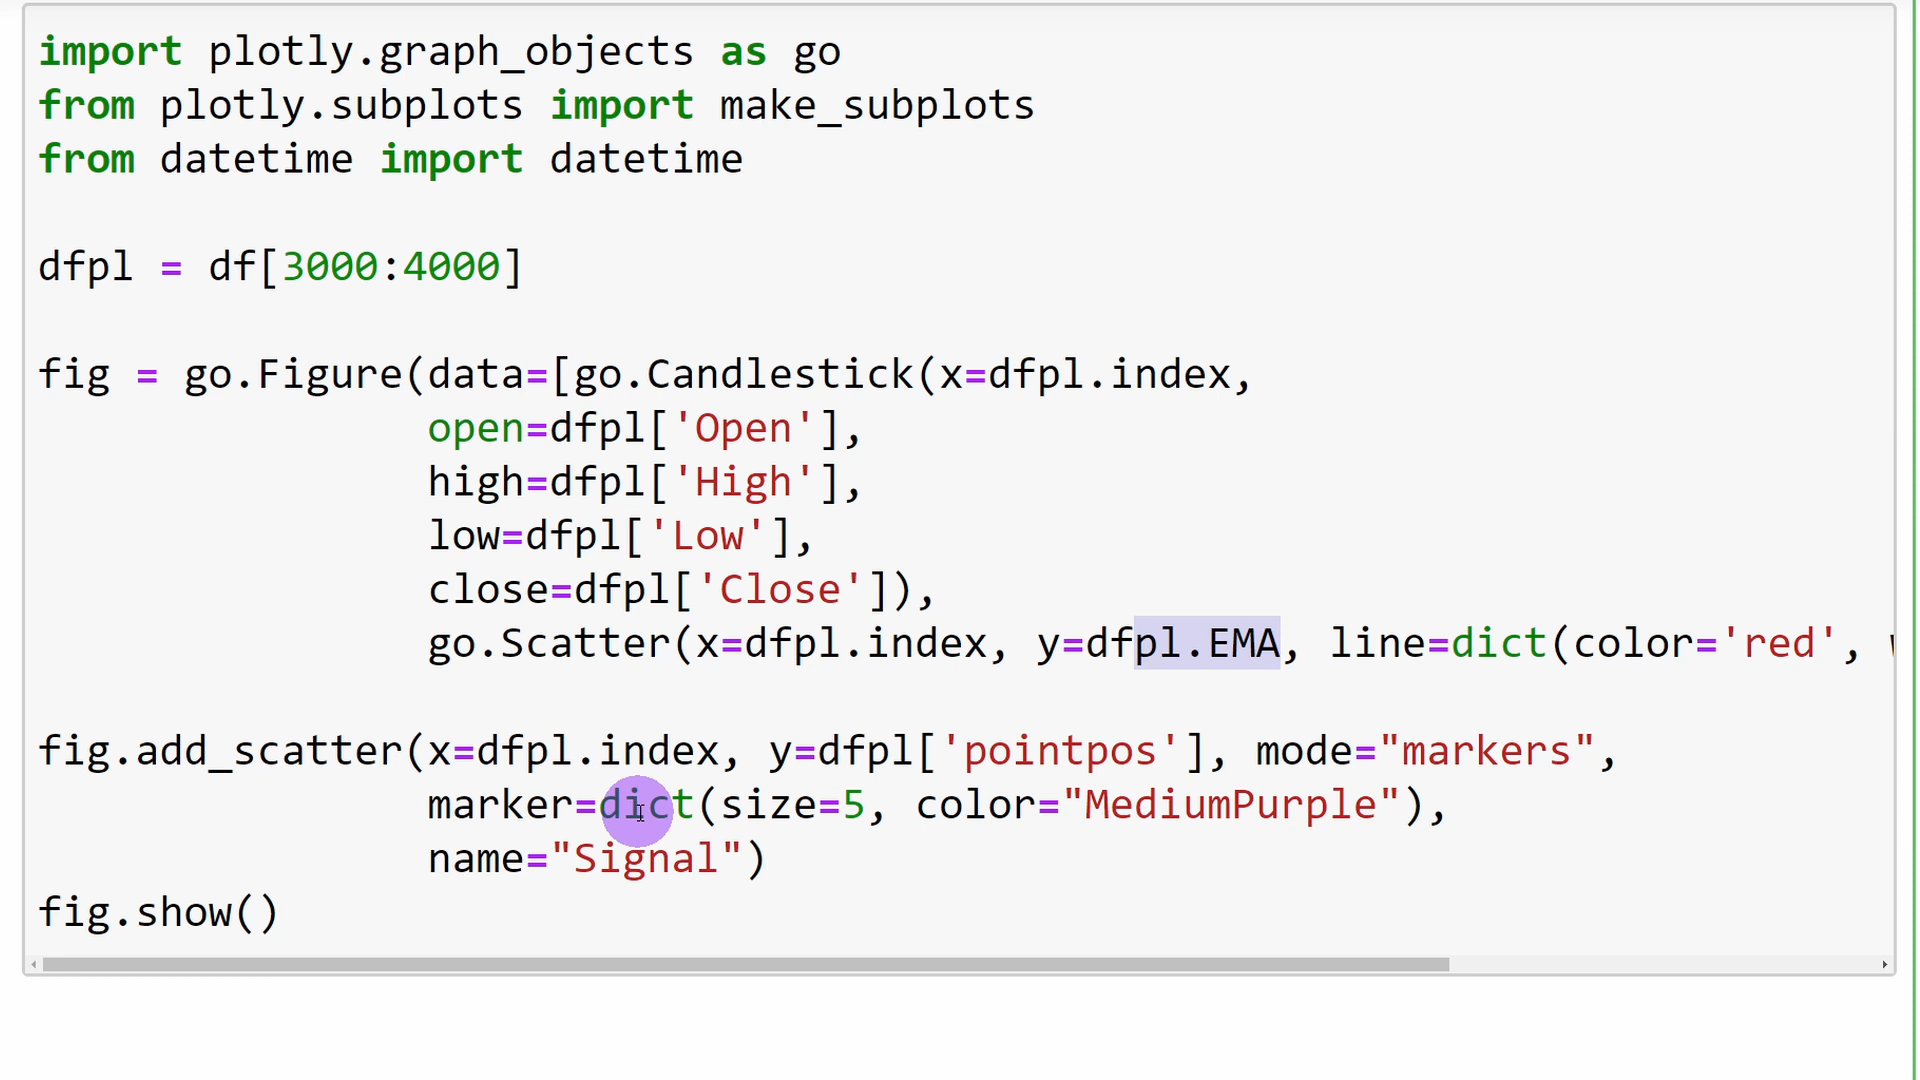 import plotly.graph_objects as go
from plotly.subplots import make_subplots
from datetime import datetime
dfpl = df[3000:4000]
fig = go.Figure(data=[go.Candlestick(x=dfpl.index,
open=dfpl['Open'],
high=dfpl['High'],
low=dfpl['Low'],
close=dfpl['Close']),
go.Scatter(x=dfpl.index, y=dfpl.EMA, line=dict(color='red',
fig.add_scatter(x=dfpl.index, y=dfpl['pointpos'], mode="markers",
marker=dict(size=5, color="MediumPurple"),
name="Signal")
fig.show()